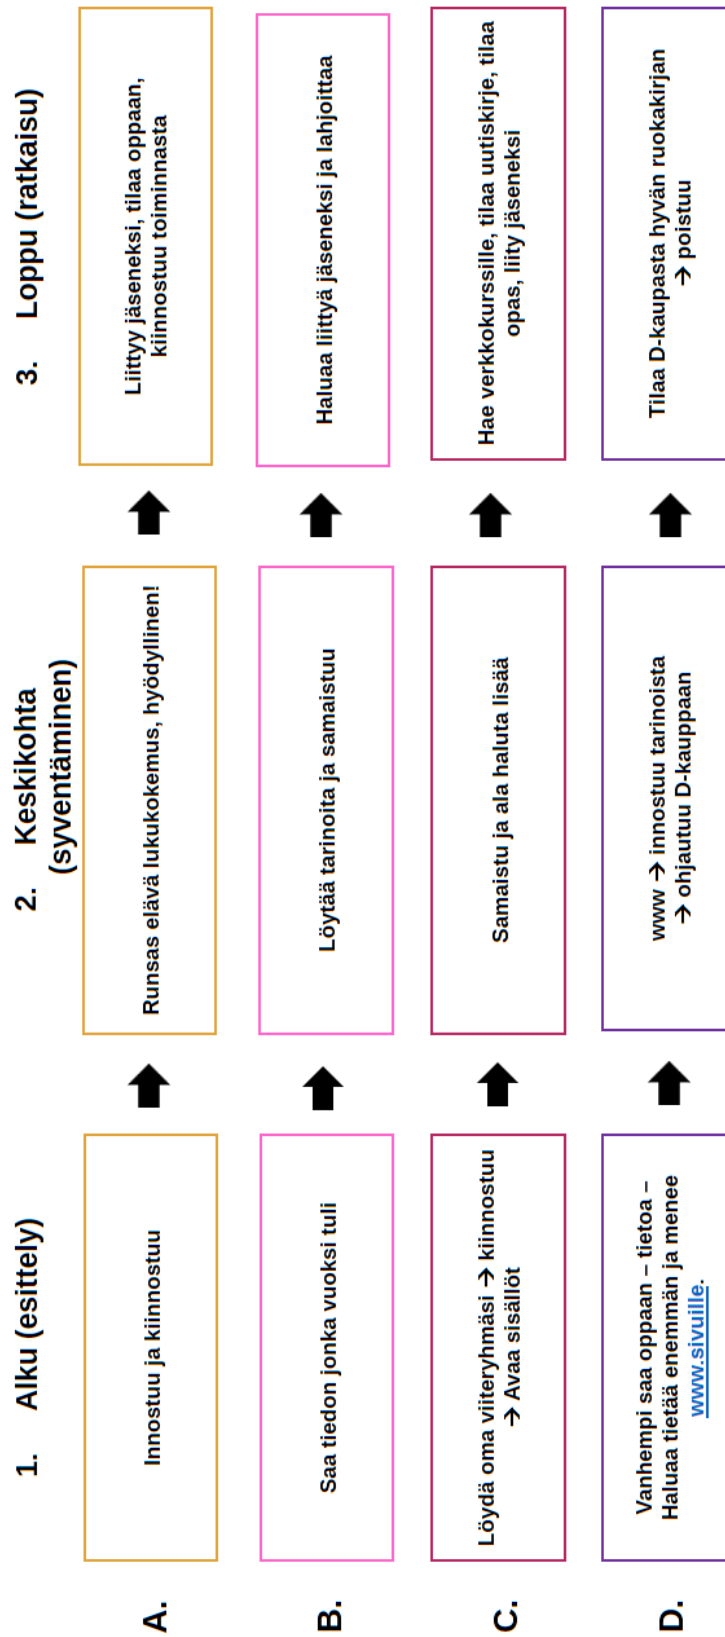 1. Alku (esittely)
2. Keskikohta
(syventäminen)
3. Loppu (ratkaisu)
A.
Innostuu ja kiinnostuu
Runsas elävä lukukokemus, hyödyllinen!
Liittyy jäseneksi, tilaa oppaan,
kiinnostuu toiminnasta
B.
Saa tiedon jonka vuoksi tuli
Löytää tarinoita ja samaistuu
Haluaa liittyä jäseneksi ja lahjoittaa
C.
Löydä oma viiteryhmäsi → kiinnostuu
→ Avaa sisällöt
Samaistu ja ala haluta lisää
Hae verkkokurssille, tilaa uutiskirje, tilaa
opas, liity jäseneksi
D.
Vanhempi saa oppaan – tietoa –
Haluaa tietää enemmän ja menee
www.sivuille.
www → innostuu tarinoista
→ ohjautuu D-kauppaan
Tilaa D-kaupasta hyvän ruokakirjan
→ poistuu